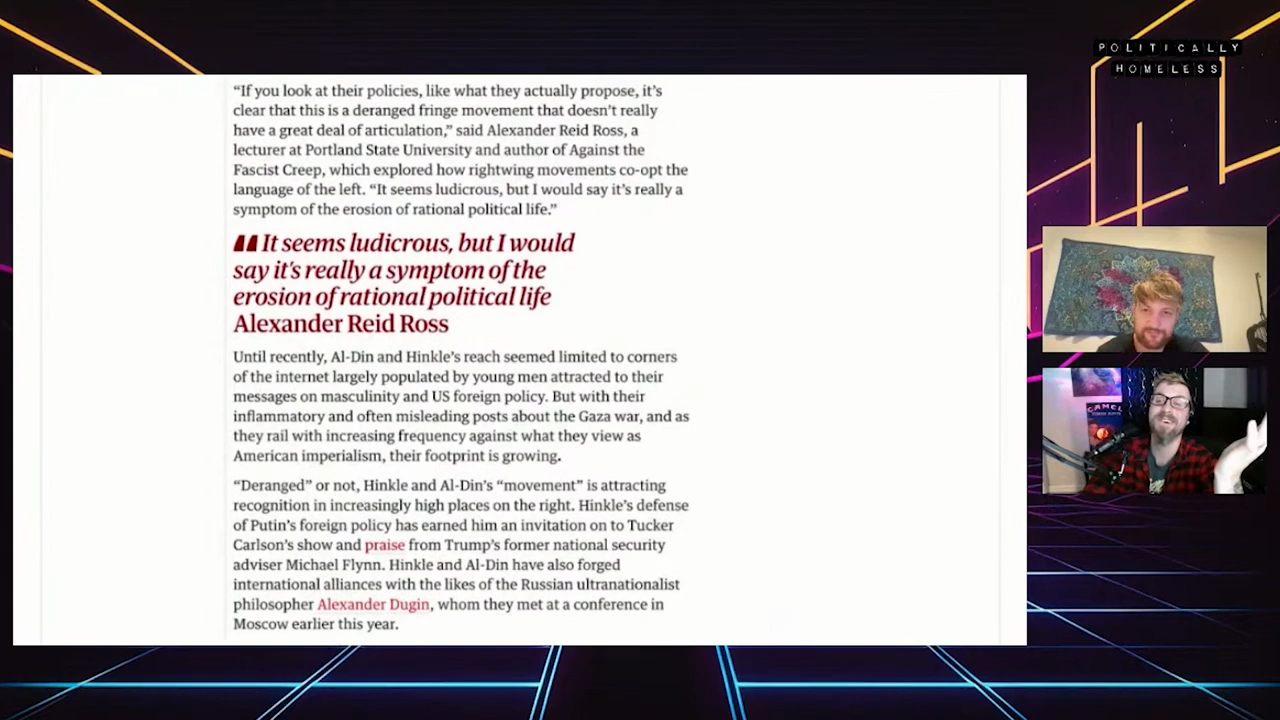 POLITICALLY
HOMELESS
“If you look at their policies, like what they actually propose, it’s
clear that this is a deranged fringe movement that doesn’t really
have a great deal of articulation,” said Alexander Reid Ross, a
lecturer at Portland State University and author of Against the
Fascist Creep, which explored how rightwing movements co-opt the
language of the left. “It seems ludicrous, but I would say it’s really a
symptom of the erosion of rational political life.”
“It seems ludicrous, but I would
say it’s really a symptom of the
erosion of rational political life
Alexander Reid Ross
Until recently, Al-Din and Hinkle’s reach seemed limited to corners
of the internet largely populated by young men attracted to their
messages on masculinity and US foreign policy. But with their
inflammatory and often misleading posts about the Gaza war, and as
they rail with increasing frequency against what they view as
American imperialism, their footprint is growing.
“Deranged” or not, Hinkle and Al-Din’s “movement” is attracting
recognition in increasingly high places on the right. Hinkle’s defense
of Putin’s foreign policy has earned him an invitation on to Tucker
Carlson’s show and praise from Trump’s former national security
adviser Michael Flynn. Hinkle and Al-Din have also forged
international alliances with the likes of the Russian ultranationalist
philosopher Alexander Dugin, whom they met at a conference in
Moscow earlier this year.
CAMEL